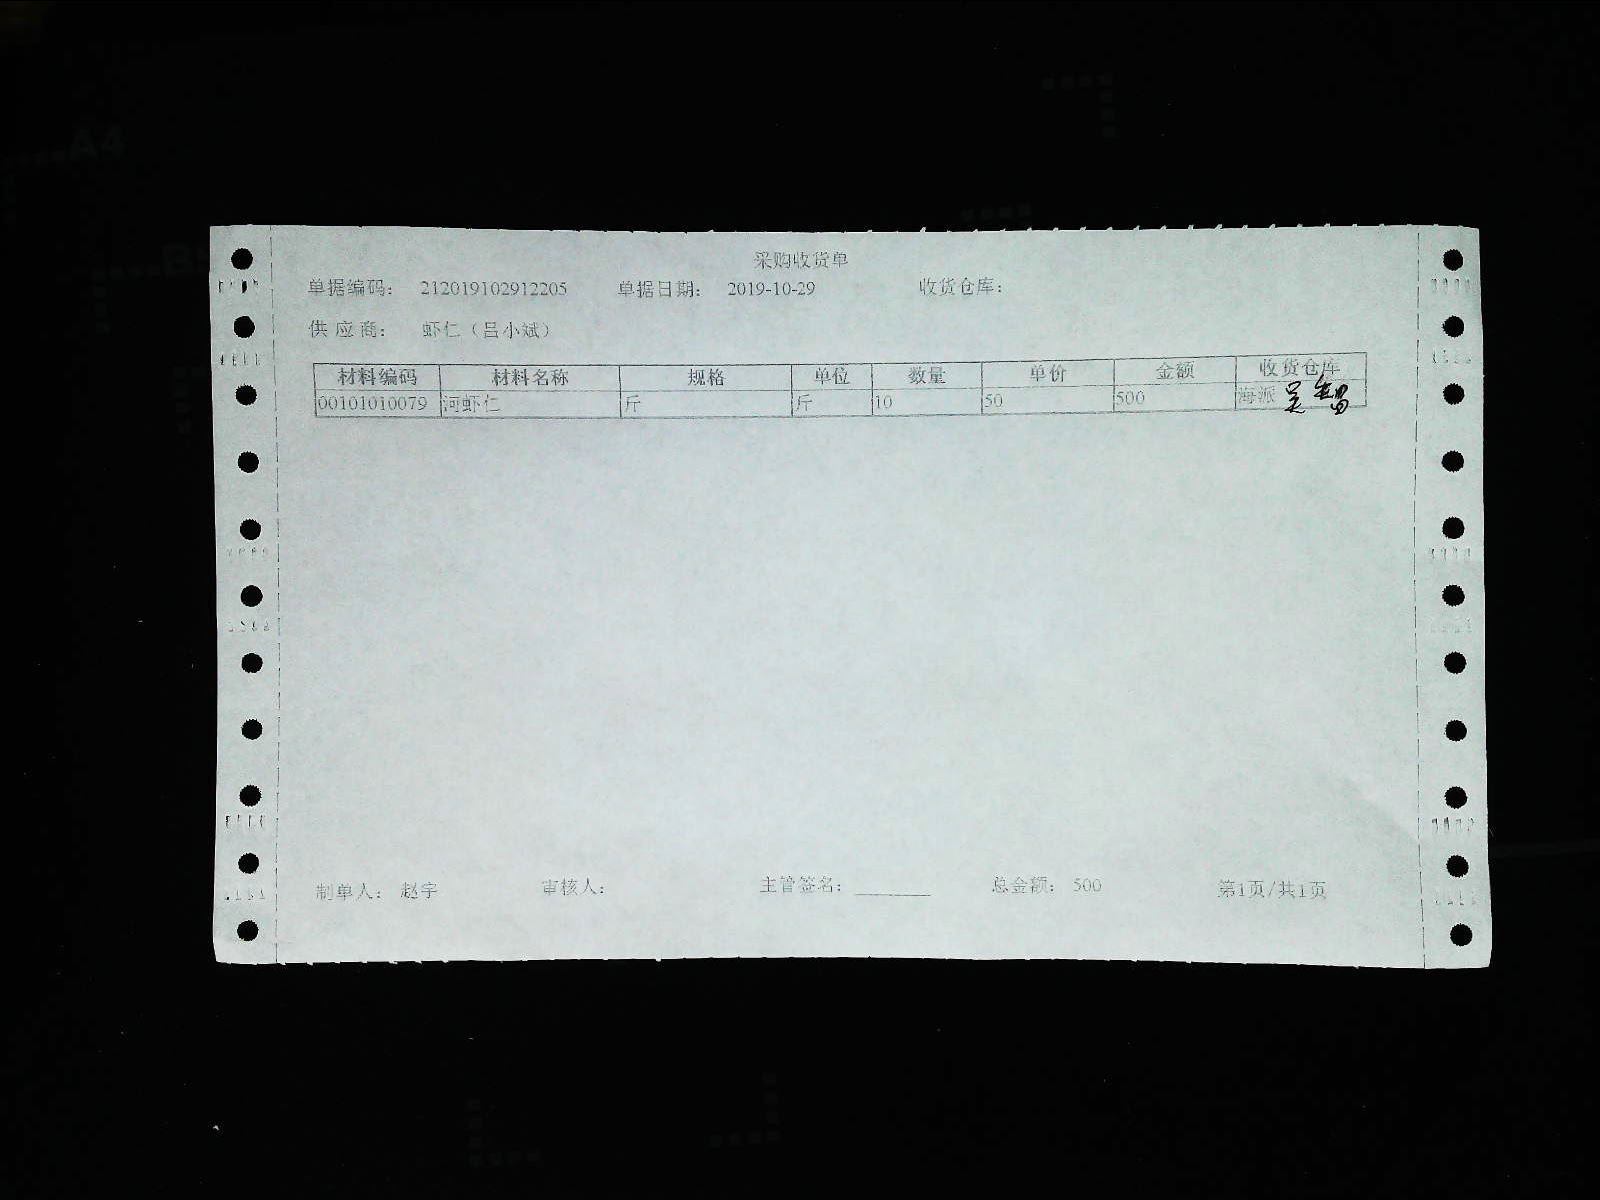 采购收货单
单据编码： 212019102912205 单据日期： 2019-10-29 收货仓库：
供 应 商： 虾仁（吕小斌）
材料编码 材料名称 规格 单位 数量 单价 金额 收货仓库
00101010079 河虾仁 斤 斤 10 50 500 海派
制单人： 赵宇 审核人： 主管签名： 总金额： 500 第1页/共1页